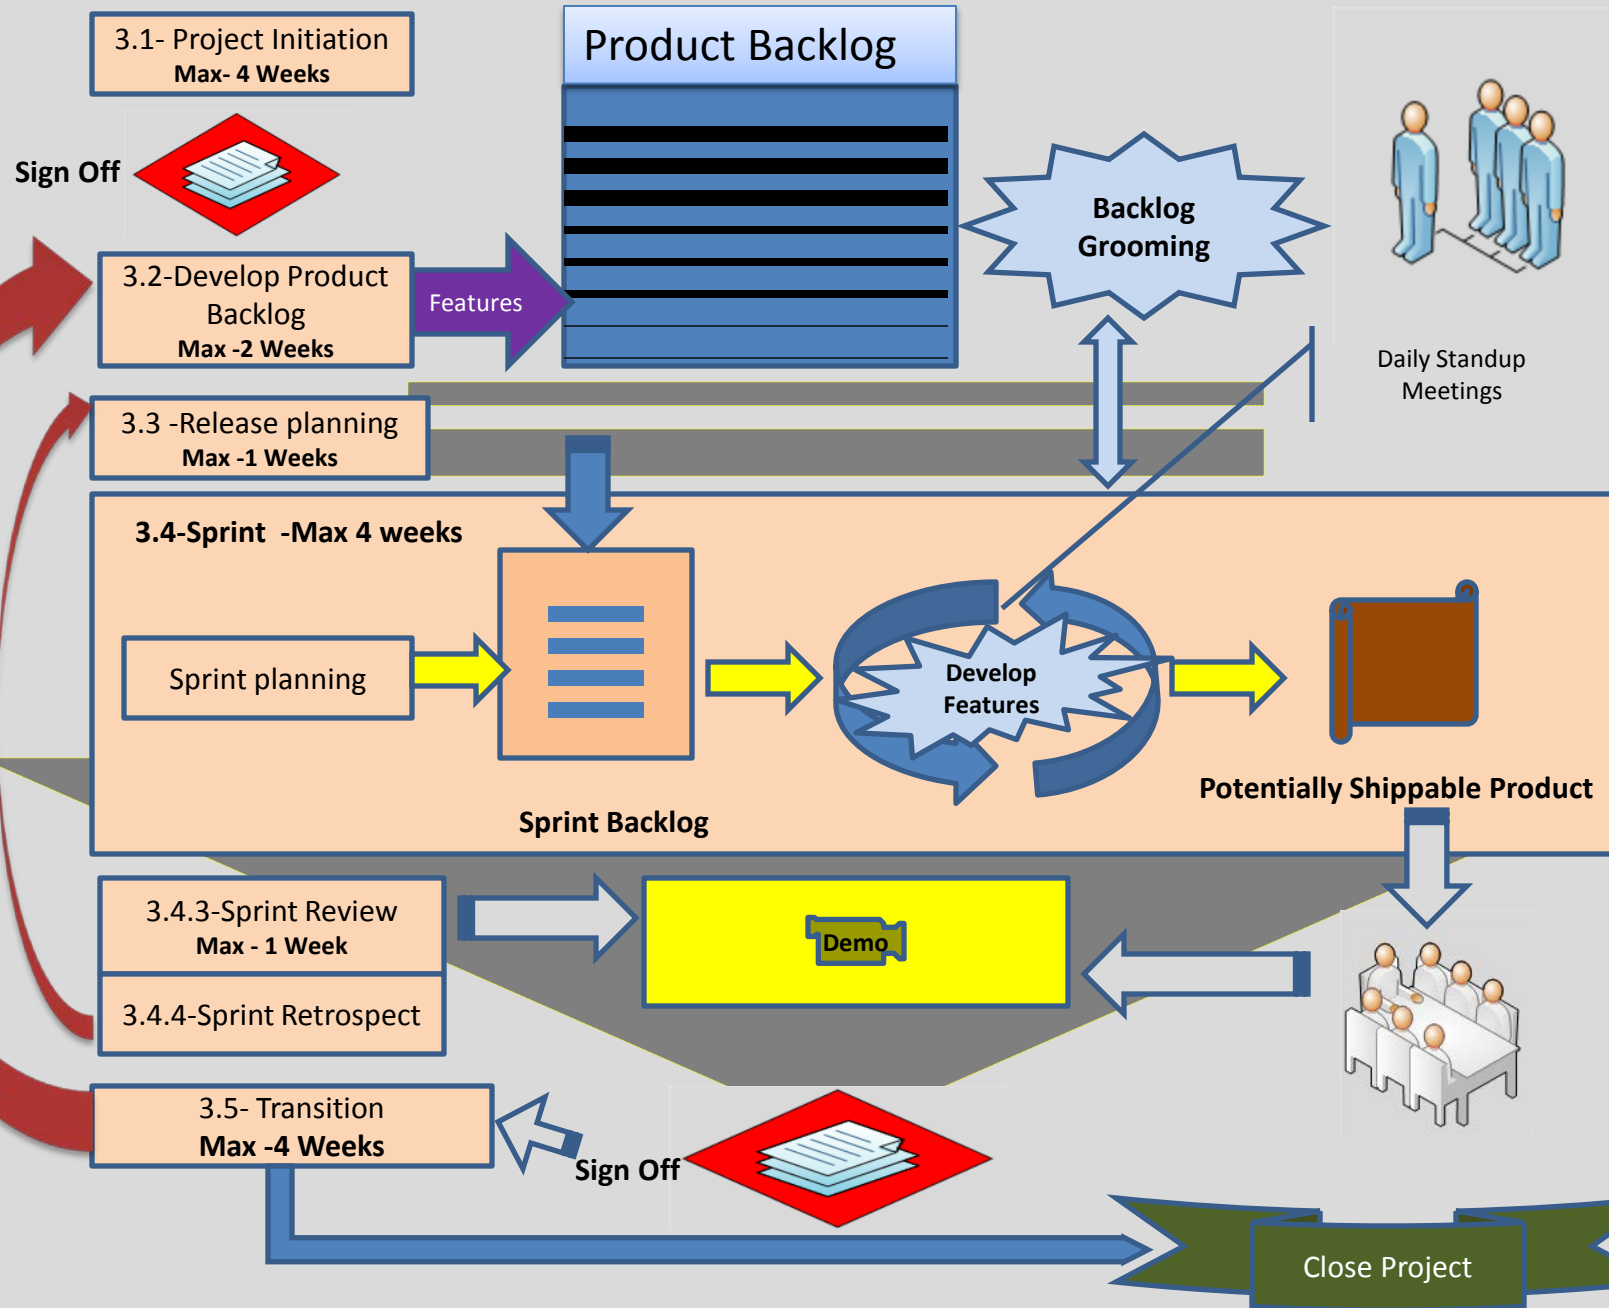 3.1- Project Initiation
Max- 4 Weeks
Product Backlog
Sign Off
Backlog
Grooming
3.2-Develop Product
Backlog
Max -2 Weeks
Features
Daily Standup
Meetings
3.3 -Release planning
Max -1 Weeks
3.4-Sprint -Max 4 weeks
Sprint planning
Develop
Features
Potentially Shippable Product
Sprint Backlog
3.4.3-Sprint Review
Max - 1 Week
Demo
3.4.4-Sprint Retrospect
3.5- Transition
Max -4 Weeks
Sign Off
Close Project